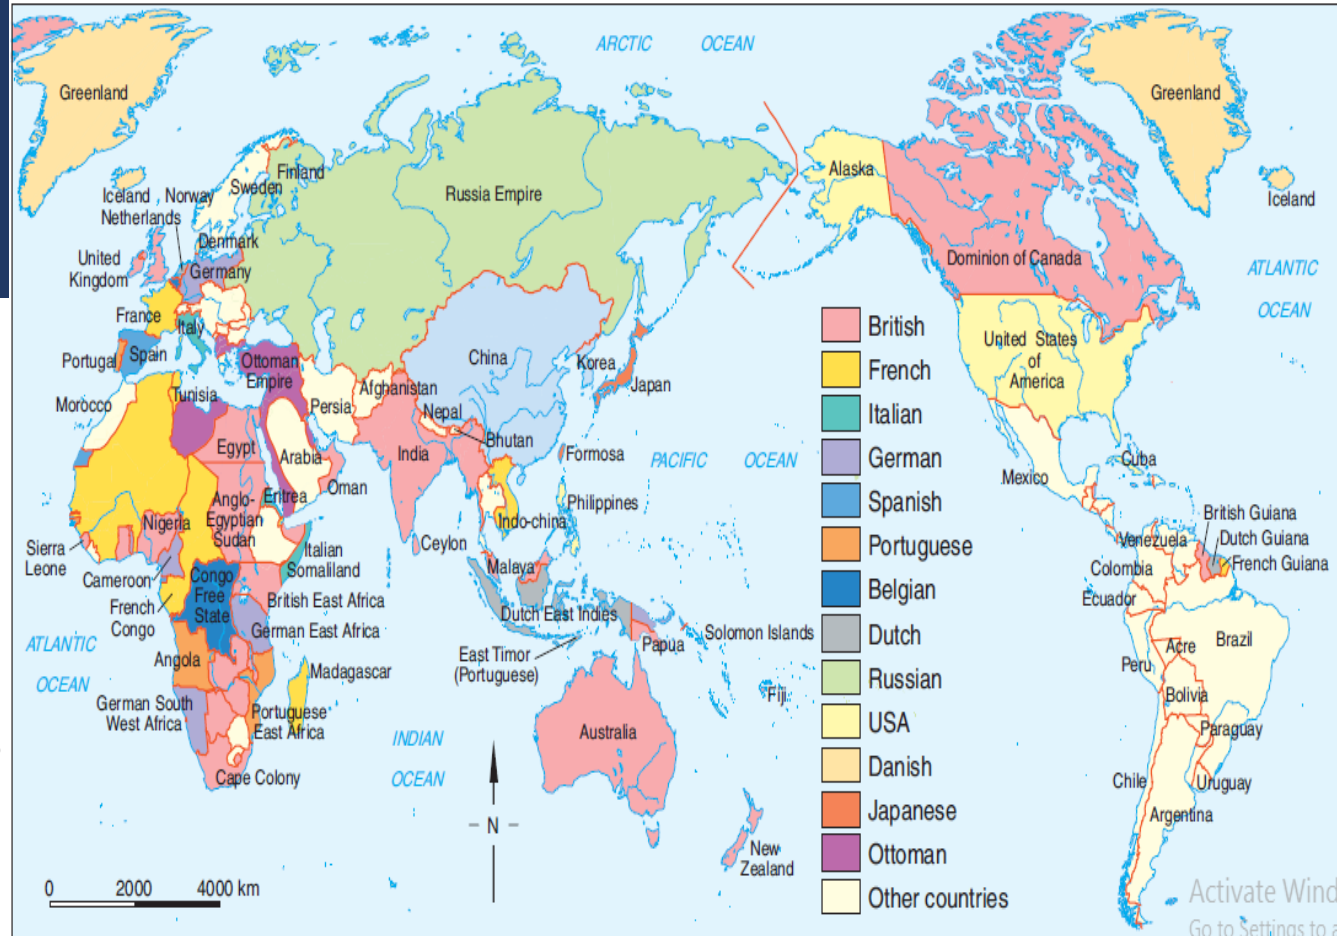 ARCTIC OCEAN
Greenland
Greenland
Finland
Alaska
Sweden
Russia Empire
Iceland
Norway
Iceland
Netherlands
Denmark
United
Kingdom
Germany
Dominion of Canada
ATLANTIC
OCEAN
France
Italy
British
Portugal
Spain
Ottoman
Empire
China
Korea
Japan
United States
of
America
French
Tunisia
Morocco
Persia
Afghanistan
Nepal
Italian
Egypt
Arabia
India
Bhutan
Formosa
PACIFIC OCEAN
German
Cuba
Mexico
Anglo-
Egyptian
Sudan
Eritrea
Oman
Philippines
Spanish
Nigeria
Indo-china
British Guiana
Dutch Guiana
French Guiana
Venezuela
Sierra
Leone
Italian
Somaliland
Ceylon
Portuguese
Cameroon
Congo
Free
State
Malaya
Colombia
Belgian
French
Congo
British East Africa
Dutch East Indies
Ecuador
German East Africa
Solomon Islands
Dutch
ATLANTIC
OCEAN
Papua
Brazil
Angola
East Timor
(Portuguese)
Acre
Peru
Madagascar
Russian
Fiji
Bolivia
German South
West Africa
Portuguese
East Africa
INDIAN
OCEAN
Australia
USA
Paraguay
Cape Colony
Danish
Chile
Uruguay
Japanese
Argentina
N
New
Zealand
Ottoman
0 2000 4000 km
Other countries
Activate Wind
Go to Settings to a